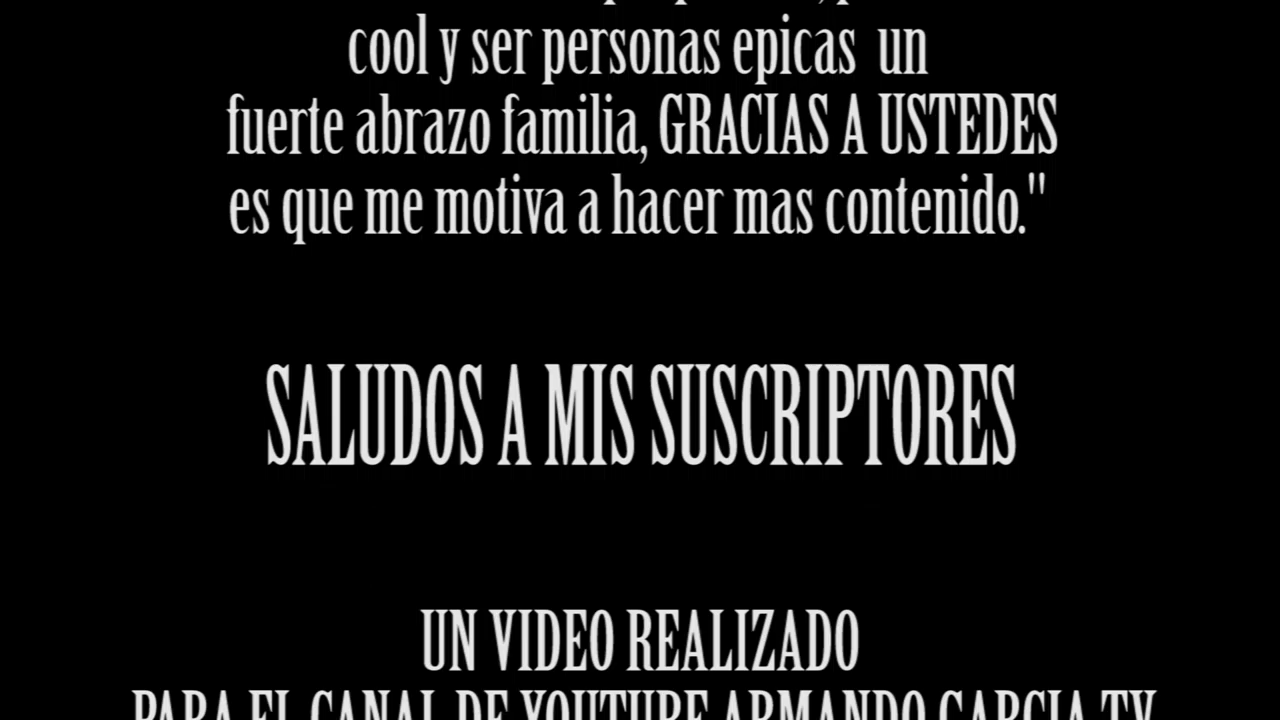 cool y ser personas epicas un
fuerte abrazo familia, GRACIAS A USTEDES
es que me motiva a hacer mas contenido."
SALUDOS A MIS SUSCRIPTORES
UN VIDEO REALIZADO
PARA EL CANAL DE YOUTUBE ARMANDO GARCIA TV